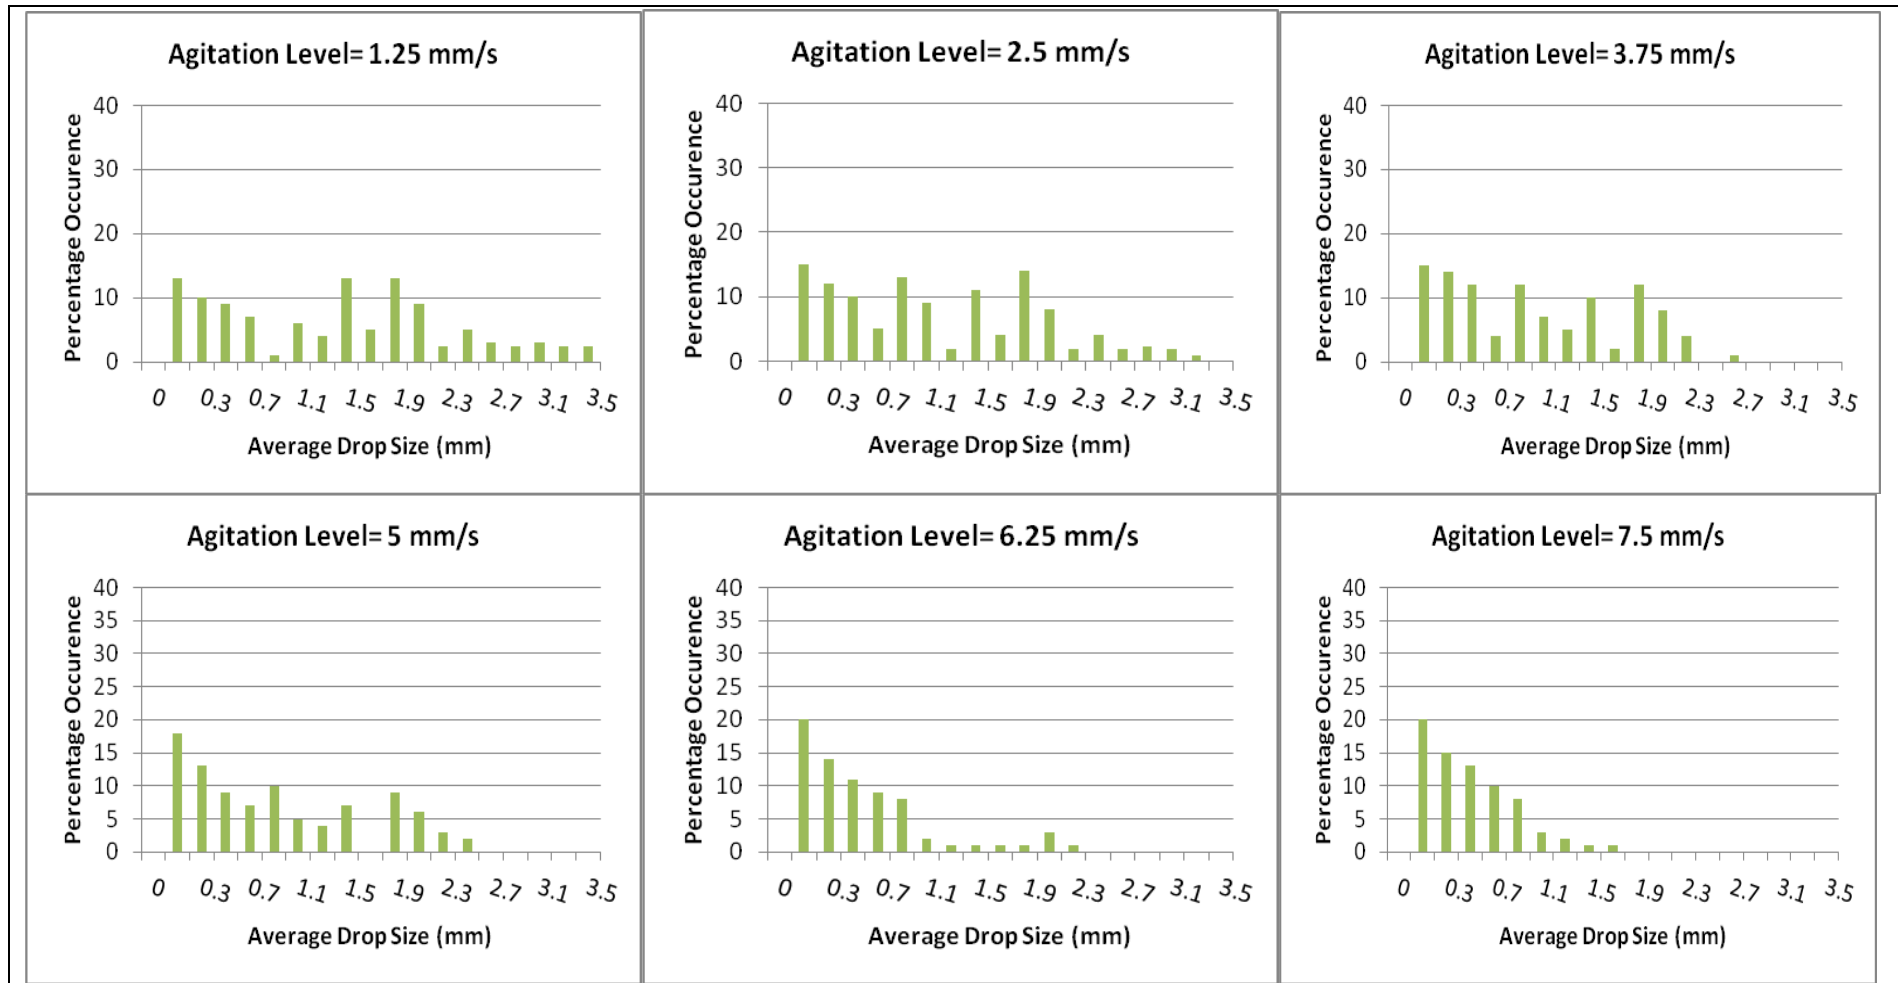 Agitation Level= 1.25 mm/s
Percentage Occurence
40
30
20
10
0
0 0.3 0.7 1.1 1.5 1.9 2.3 2.7 3.1 3.5
Average Drop Size (mm)
Agitation Level= 2.5 mm/s
Percentage Occurence
40
30
20
10
0
0 0.3 0.7 1.1 1.5 1.9 2.3 2.7 3.1 3.5
Average Drop Size (mm)
Agitation Level= 3.75 mm/s
Percentage Occurence
40
30
20
10
0
0 0.3 0.7 1.1 1.5 1.9 2.3 2.7 3.1 3.5
Average Drop Size (mm)
Agitation Level= 5 mm/s
Percentage Occurence
40
35
30
25
20
15
10
5
0
0 0.3 0.7 1.1 1.5 1.9 2.3 2.7 3.1 3.5
Average Drop Size (mm)
Agitation Level= 6.25 mm/s
Percentage Occurence
40
35
30
25
20
15
10
5
0
0 0.3 0.7 1.1 1.5 1.9 2.3 2.7 3.1 3.5
Average Drop Size (mm)
Agitation Level= 7.5 mm/s
Percentage Occurence
40
35
30
25
20
15
10
5
0
0 0.3 0.7 1.1 1.5 1.9 2.3 2.7 3.1 3.5
Average Drop Size (mm)